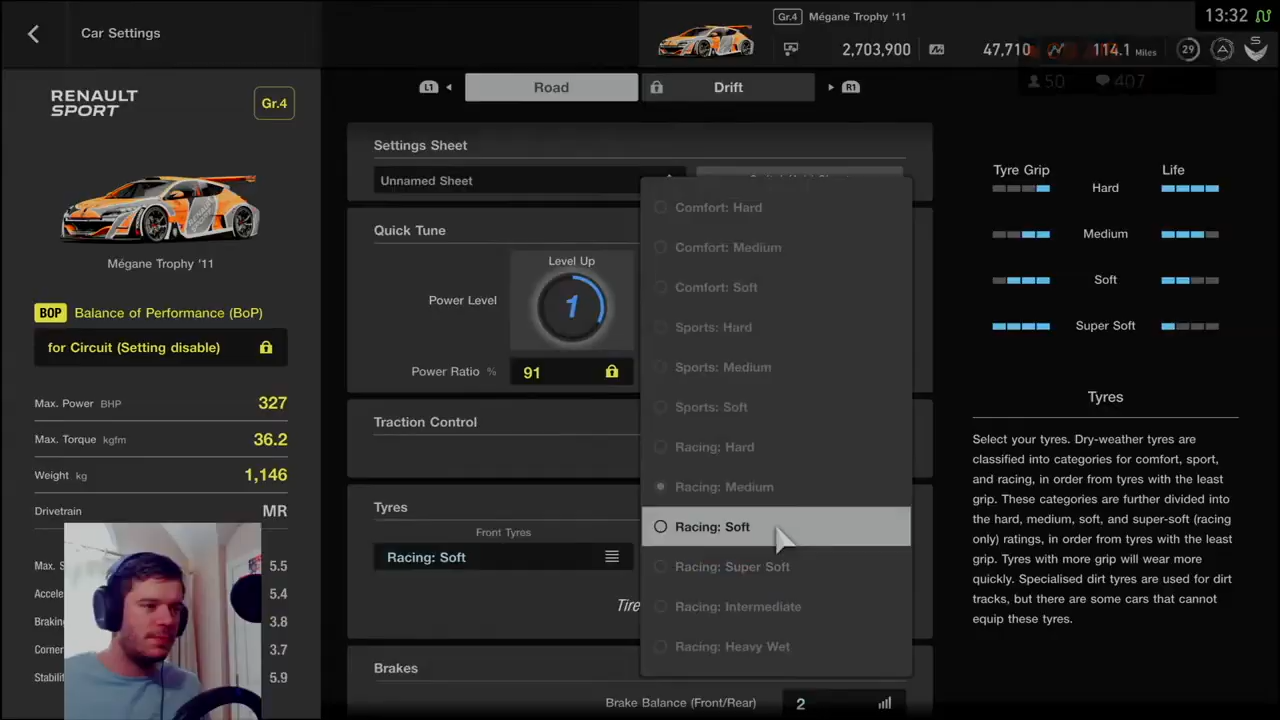 Car Settings
Gr.4 Mégane Trophy '11
13:32
2,703,900
47,710
114.1 Miles
29
A
S
50
407
RENAULT
SPORT
Gr.4
L1
Road
Drift
R1
Settings Sheet
Unnamed Sheet
Mégane Trophy '11
BOP Balance of Performance (BoP)
for Circuit (Setting disable)
Max. Power BHP 327
Max. Torque kgfm 36.2
Weight kg 1,146
Drivetrain MR
5.5
Accele 5.4
Braking 3.8
Corner 3.7
Stabili 5.9
Quick Tune
Level Up
Power Level 1
Power Ratio % 91
Traction Control
Tyres
Front Tyres
Racing: Soft
Tire
Brakes
Brake Balance (Front/Rear) 2
Comfort: Hard
Comfort: Medium
Comfort: Soft
Sports: Hard
Sports: Medium
Sports: Soft
Racing: Hard
Racing: Medium
Racing: Soft
Racing: Super Soft
Racing: Intermediate
Racing: Heavy Wet
Tyre Grip Life
Hard
Medium
Soft
Super Soft
Tyres
Select your tyres. Dry-weather tyres are
classified into categories for comfort, sport,
and racing, in order from tyres with the least
grip. These categories are further divided into
the hard, medium, soft, and super-soft (racing
only) ratings, in order from tyres with the least
grip. Tyres with more grip will wear more
quickly. Specialised dirt tyres are used for dirt
tracks, but there are some cars that cannot
equip these tyres.